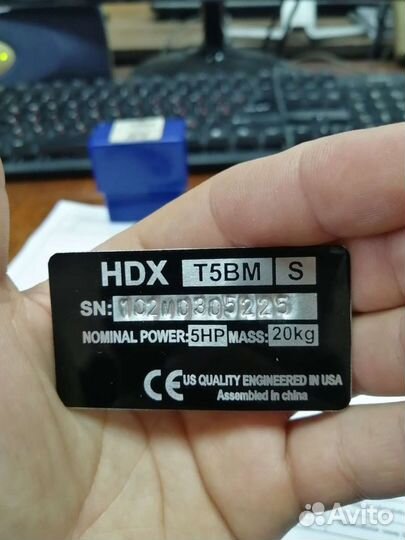 HDX T5BM S
SN: 102M0305225
NOMINAL POWER: 5HP MASS: 20kg
CE US QUALITY ENGINEERED IN USA
Assembled in china
Avito